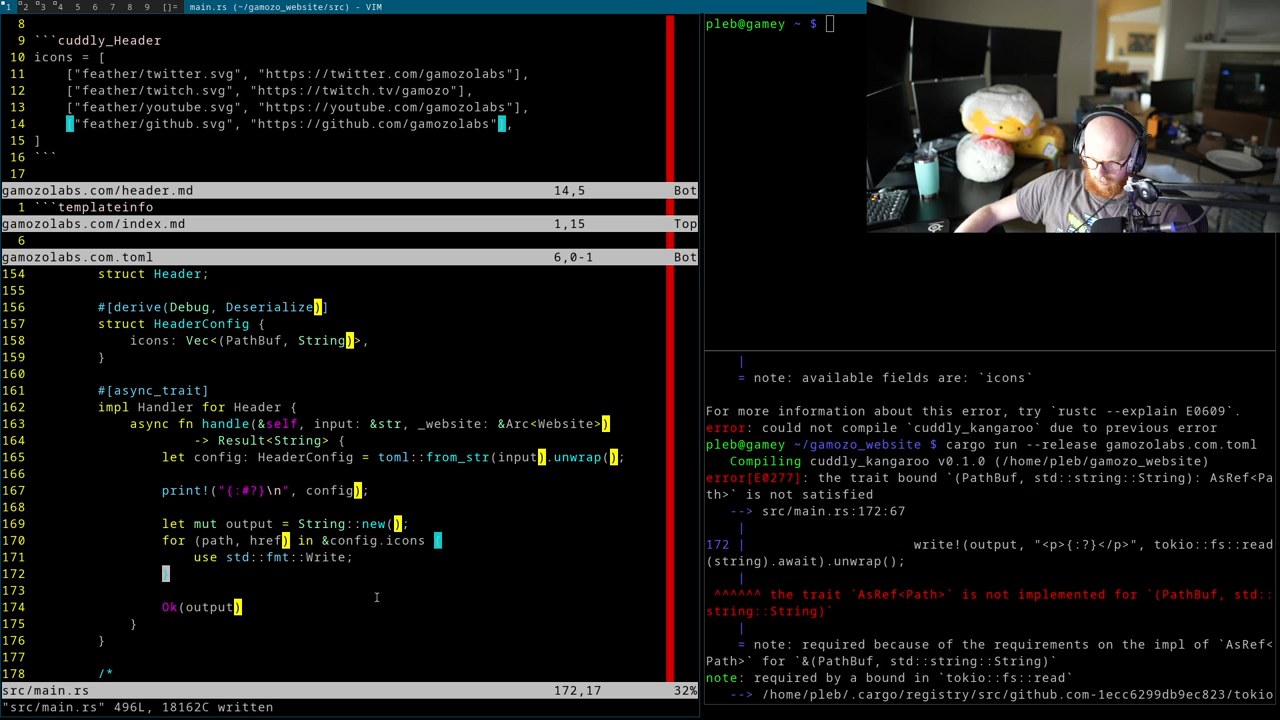 1 2 3 4 5 6 7 8 9 []= main.rs (~/gamozo_website/src) - VIM
8
9 ```cuddly_Header
10 icons = [
11     ["feather/twitter.svg", "https://twitter.com/gamozolabs"],
12     ["feather/twitch.svg", "https://twitch.tv/gamozo"],
13     ["feather/youtube.svg", "https://youtube.com/gamozolabs"],
14     ["feather/github.svg", "https://github.com/gamozolabs"],
15 ]
16 ```
17
gamozolabs.com/header.md 14,5 Bot
1 ```templateinfo
gamozolabs.com/index.md 1,15 Top
6
gamozolabs.com.toml 6,0-1 Bot
154         struct Header;
155
156         #[derive(Debug, Deserialize)]
157         struct HeaderConfig {
158             icons: Vec<(PathBuf, String)>,
159         }
160
161         #[async_trait]
162         impl Handler for Header {
163             async fn handle(&self, input: &str, _website: &Arc<Website>)
164                     -> Result<String> {
165                 let config: HeaderConfig = toml::from_str(input).unwrap();
166
167                 print!("{:#?}\n", config);
168
169                 let mut output = String::new();
170                 for (path, href) in &config.icons {
171                     use std::fmt::Write;
172                 }
173
174                 Ok(output)
175             }
176         }
177
178         /*
src/main.rs 172,17 32%
"src/main.rs" 496L, 18162C written
pleb@gamey ~ $
|
= note: available fields are: `icons`
For more information about this error, try `rustc --explain E0609`.
error: could not compile `cuddly_kangaroo` due to previous error
pleb@gamey ~/gamozo_website $ cargo run --release gamozolabs.com.toml
Compiling cuddly_kangaroo v0.1.0 (/home/pleb/gamozo_website)
error[E0277]: the trait bound `(PathBuf, std::string::String): AsRef<Pa
th>` is not satisfied
--> src/main.rs:172:67
|
172 |                     write!(output, "<p>{:?}</p>", tokio::fs::read
(string).await).unwrap();
|
^^^^^^ the trait `AsRef<Path>` is not implemented for `(PathBuf, std::
string::String)`
|
= note: required because of the requirements on the impl of `AsRef<
Path>` for `&(PathBuf, std::string::String)`
note: required by a bound in `tokio::fs::read`
--> /home/pleb/.cargo/registry/src/github.com-1ecc6299db9ec823/tokio